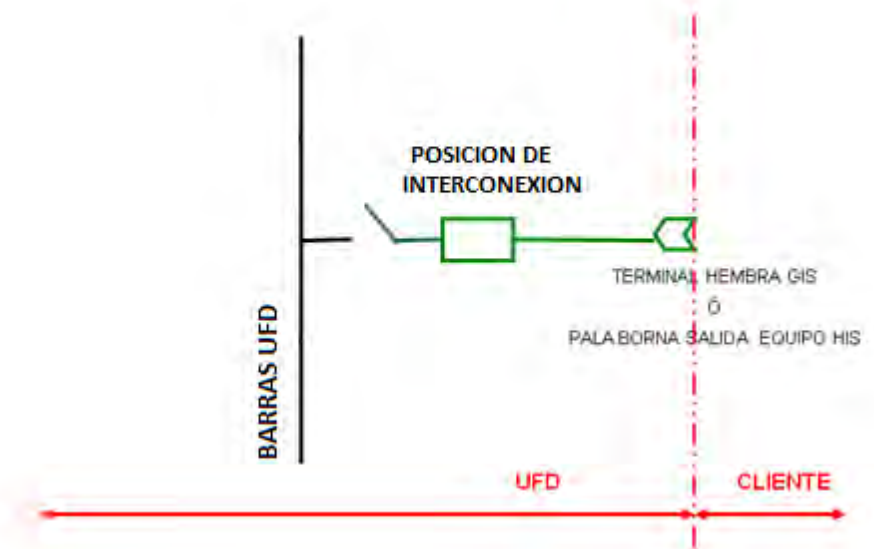 POSICION DE
INTERCONEXION
TERMINAL HEMBRA GIS
Ó
PALA BORNA SALIDA EQUIPO HIS
BARRAS UFD
UFD
CLIENTE